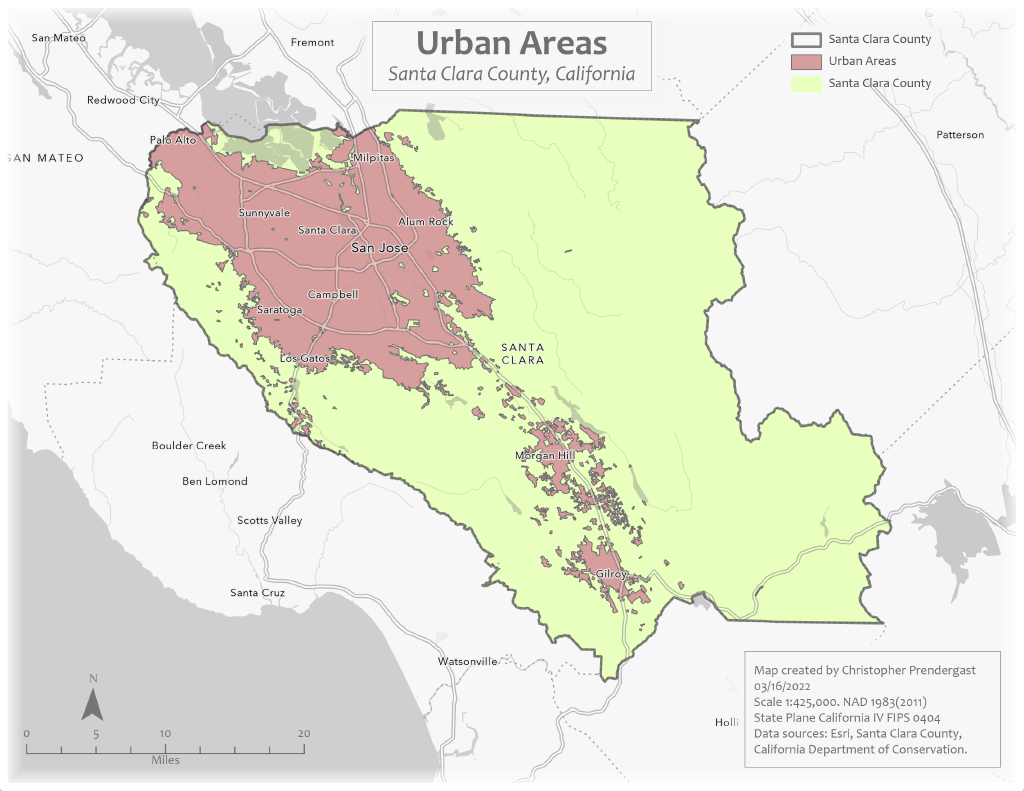 Urban Areas
Santa Clara County, California
Santa Clara County
Urban Areas
Santa Clara County
San Mateo
Fremont
Redwood City
Palo Alto
SAN MATEO
Milpitas
Patterson
Sunnyvale
Santa Clara
Alum Rock
San Jose
Campbell
Saratoga
Los Gatos
SANTA
CLARA
Boulder Creek
Morgan Hill
Ben Lomond
Scotts Valley
Gilroy
Santa Cruz
Watsonville
Holli
N
0 5 10 20
Miles
Map created by Christopher Prendergast
03/16/2022
Scale 1:425,000. NAD 1983(2011)
State Plane California IV FIPS 0404
Data sources: Esri, Santa Clara County,
California Department of Conservation.